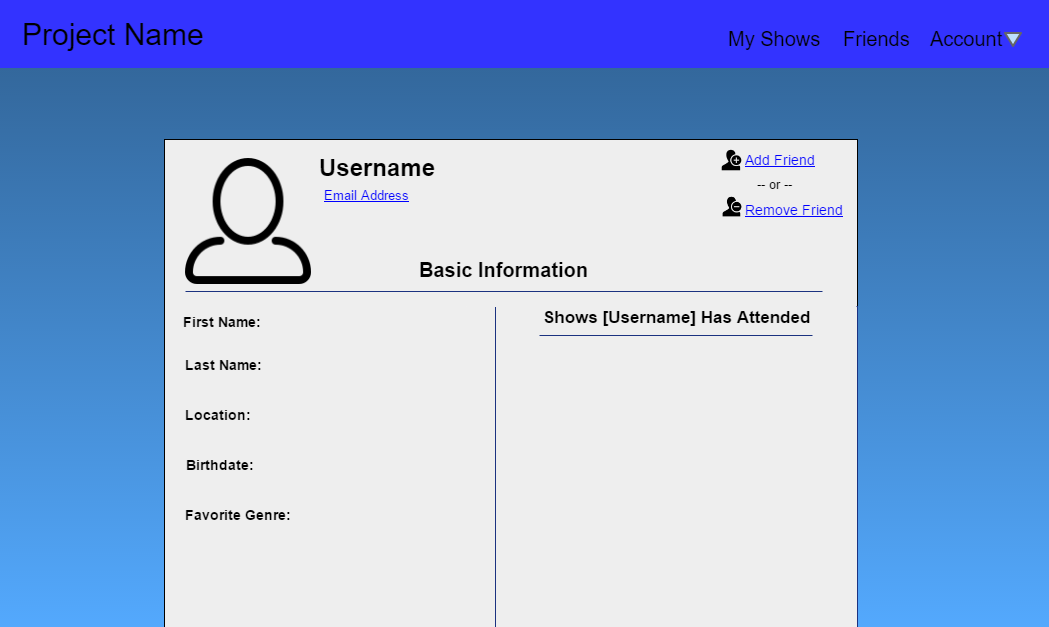 Project Name
My Shows Friends Account
Username
Email Address
Add Friend
-- or --
Remove Friend
Basic Information
First Name:
Last Name:
Location:
Birthdate:
Favorite Genre:
Shows [Username] Has Attended